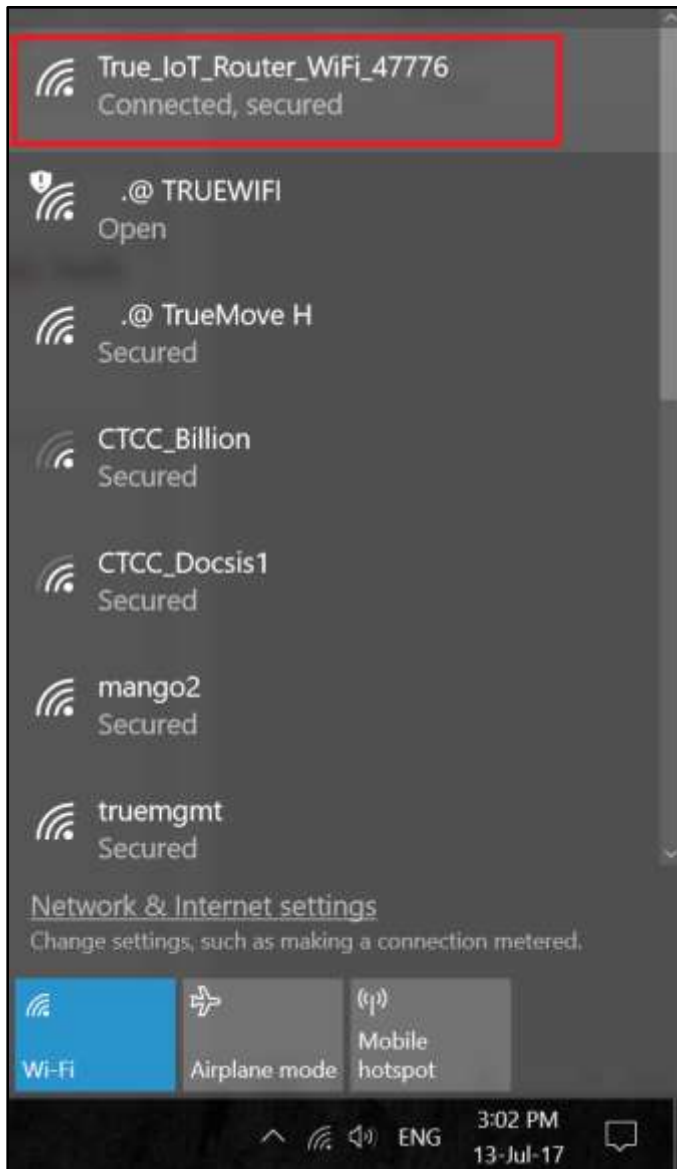 True_IoT_Router_WiFi_47776
Connected, secured
.@ TRUEWIFI
Open
.@ TrueMove H
Secured
CTCC_Billion
Secured
CTCC_Docsis1
Secured
mango2
Secured
truemgmt
Secured
Network & Internet settings
Change settings, such as making a connection metered.
Wi-Fi
Airplane mode
Mobile
hotspot
ENG
3:02 PM
13-Jul-17